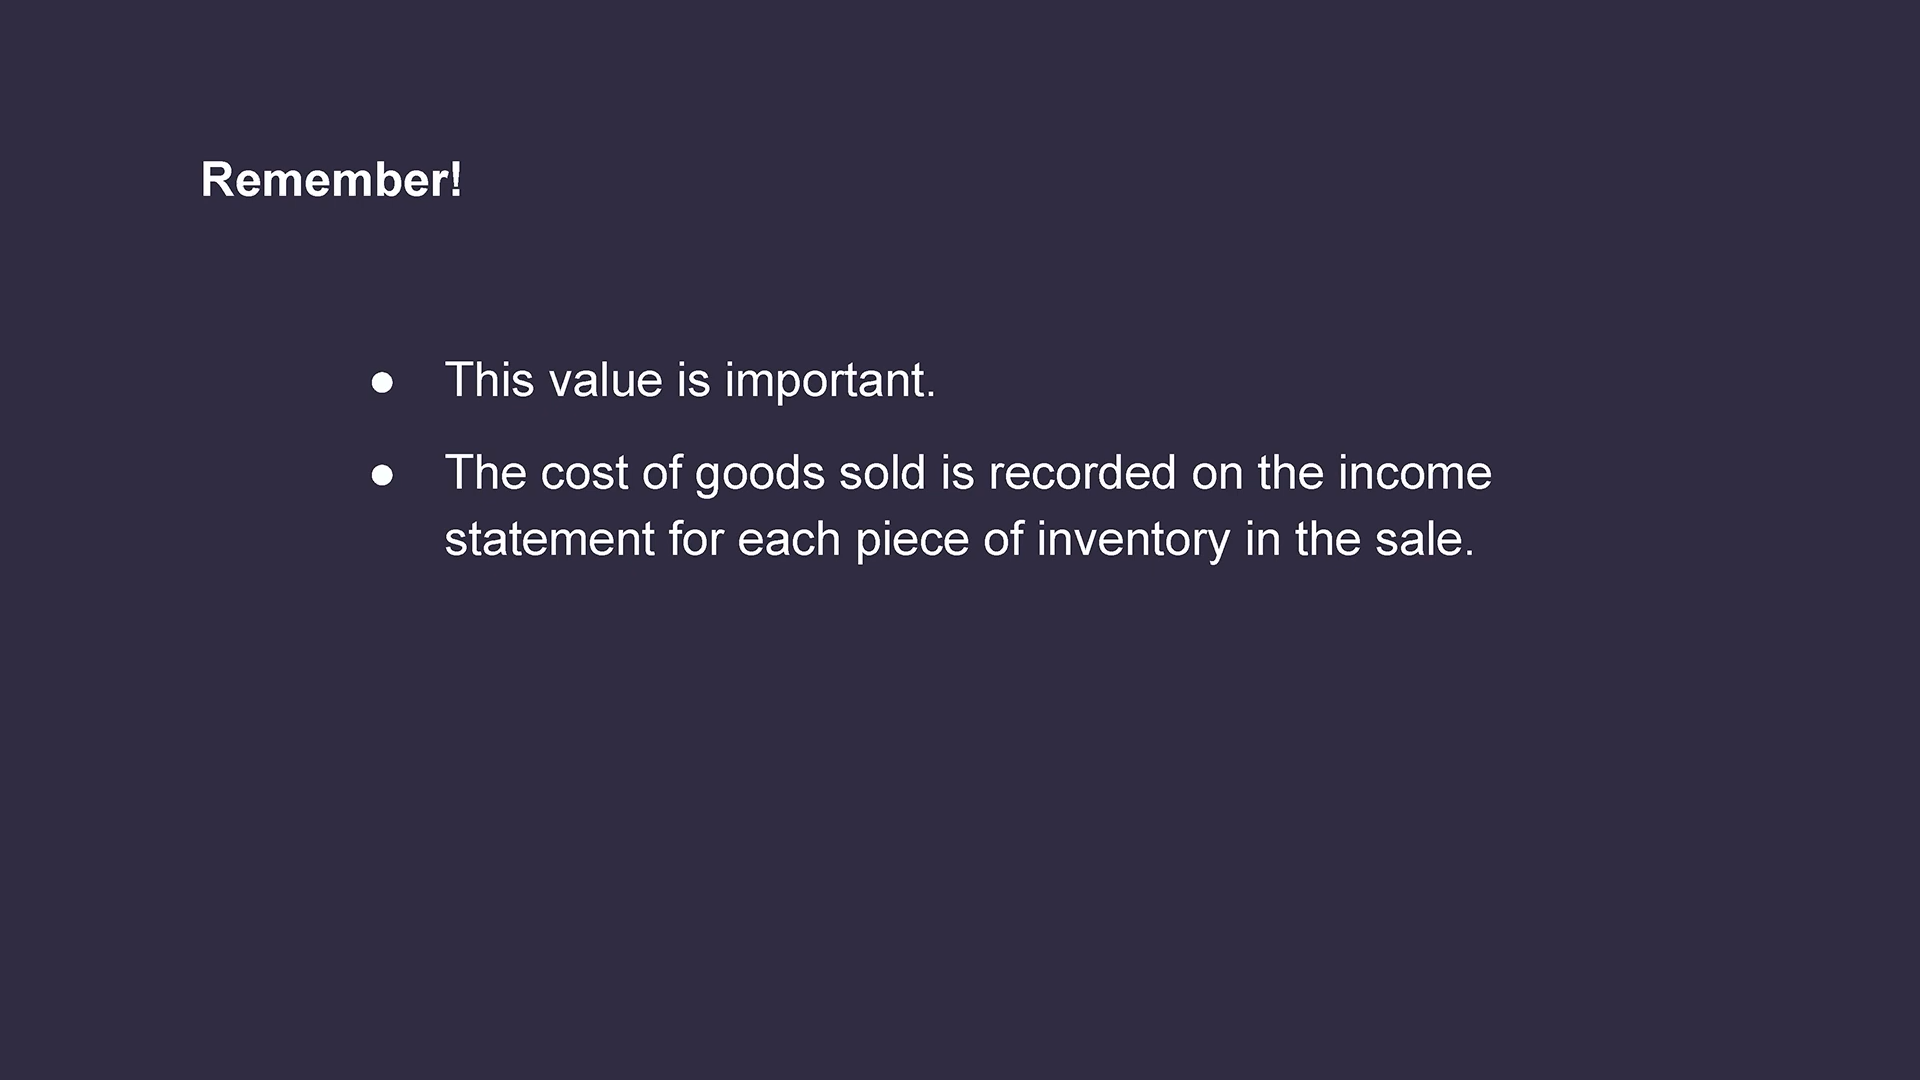 Remember!
● This value is important.
● The cost of goods sold is recorded on the income
statement for each piece of inventory in the sale.